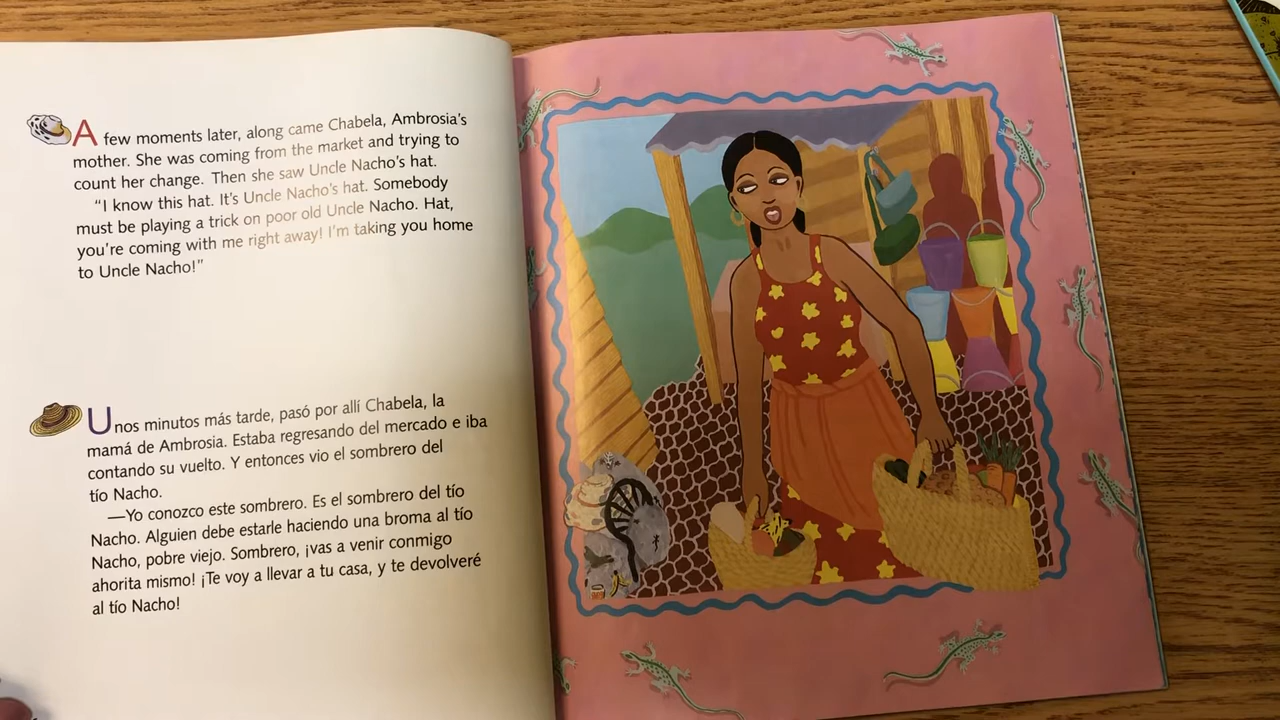 A few moments later, along came Chabela, Ambrosia's
mother. She was coming from the market and trying to
count her change. Then she saw Uncle Nacho's hat.
"I know this hat. It's Uncle Nacho's hat. Somebody
must be playing a trick on poor old Uncle Nacho. Hat,
you're coming with me right away! I'm taking you home
to Uncle Nacho!"
Unos minutos más tarde, pasó por allí Chabela, la
mamá de Ambrosia. Estaba regresando del mercado e iba
contando su vuelto. Y entonces vio el sombrero del
tío Nacho.
—Yo conozco este sombrero. Es el sombrero del tío
Nacho. Alguien debe estarle haciendo una broma al tío
Nacho, pobre viejo. Sombrero, ¡vas a venir conmigo
ahorita mismo! ¡Te voy a llevar a tu casa, y te devolveré
al tío Nacho!